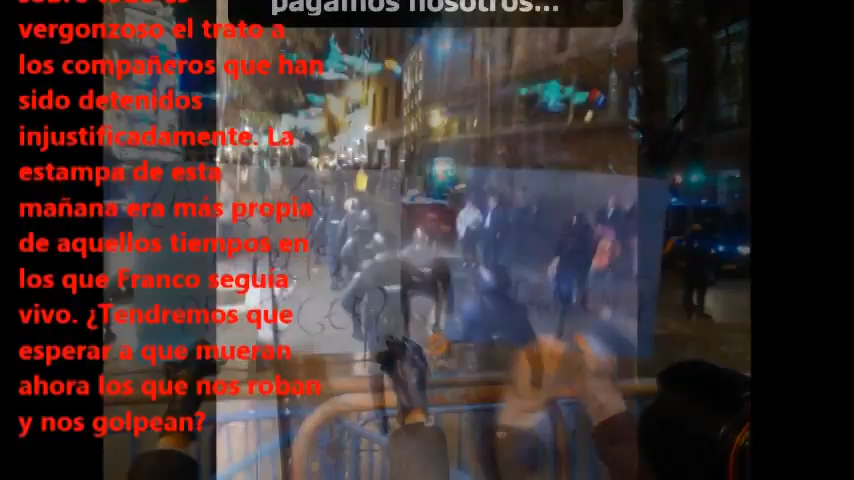 pagamos nosotros...
vergonzoso el trato a
los compañeros que han
sido detenidos
injustificadamente. La
estampa de esta
mañana era más propia
de aquellos tiempos en
los que Franco seguía
vivo. ¿Tendremos que
esperar a que mueran
ahora los que nos roban
y nos golpean?